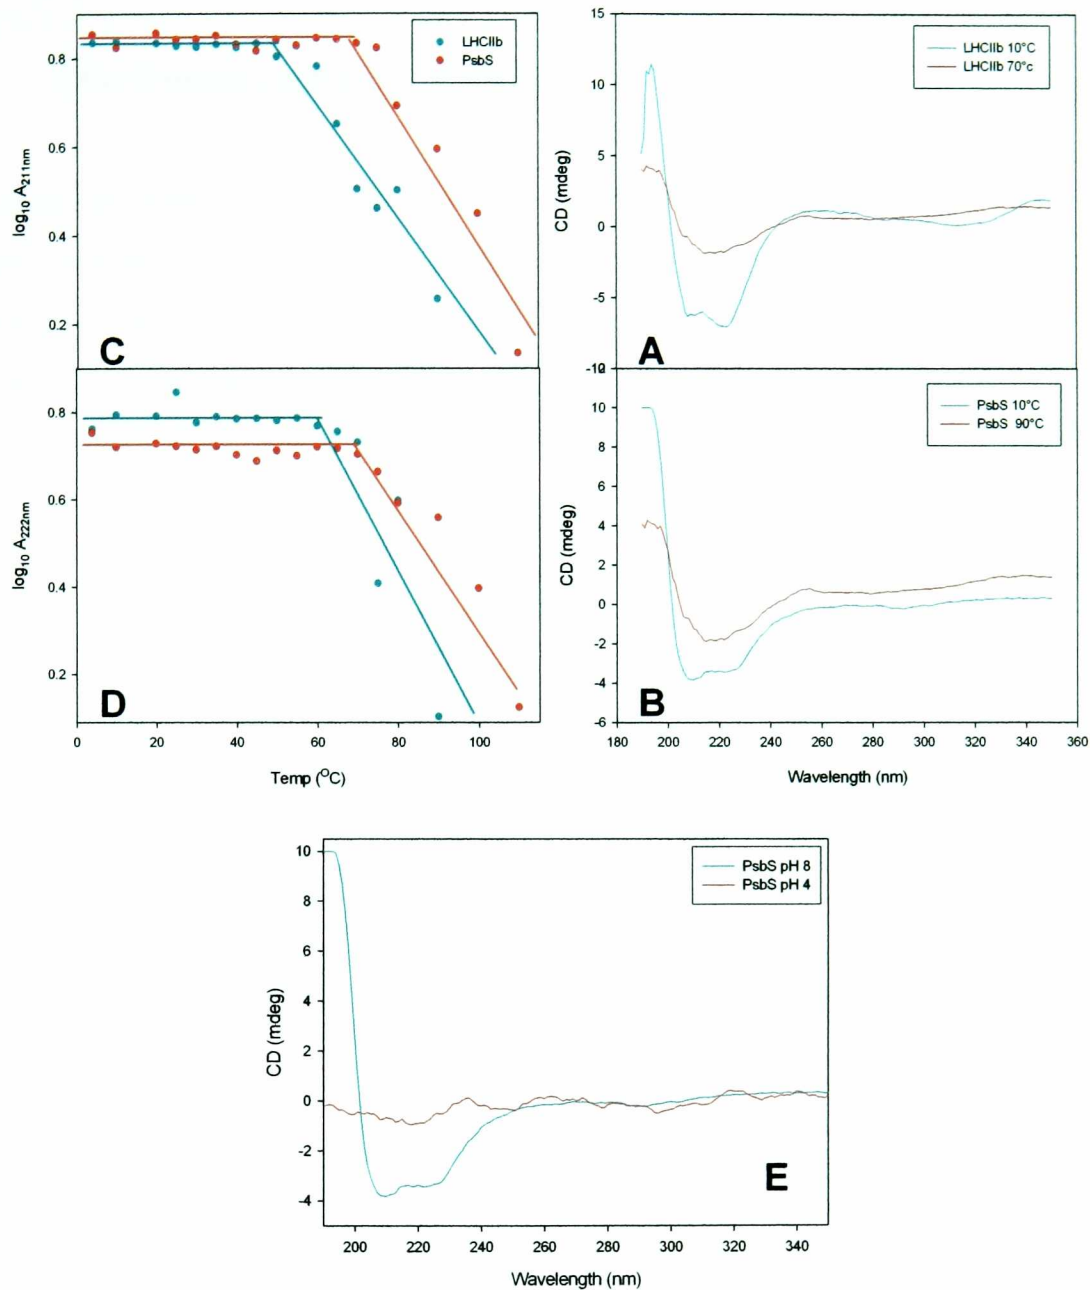 0.8
0.6
0.4
0.2
log10 A211nm
LHCIIb
PsbS
C
15
10
5
0
-5
-10
CD (mdeg)
LHCIIb 10°C
LHCIIb 70°c
A
0.8
0.6
0.4
0.2
log10 A222nm
D
0 20 40 60 80 100
Temp (OC)
10
8
6
4
2
0
-2
-4
-6
CD (mdeg)
PsbS 10°C
PsbS 90°C
B
180 200 220 240 260 280 300 320 340 360
Wavelength (nm)
10
8
6
4
2
0
-2
-4
CD (mdeg)
PsbS pH 8
PsbS pH 4
E
200 220 240 260 280 300 320 340
Wavelength (nm)